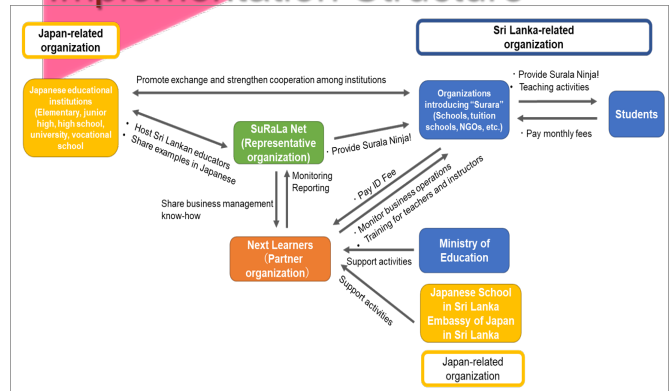 Implementation Structure
Japan-related
organization
Sri Lanka-related
organization
Promote exchange and strengthen cooperation among institutions
Japanese educational
institutions
(Elementary, junior
high, high school,
university, vocational
school
Organizations
introducing “Surara”
(Schools, tuition
schools, NGOs, etc.)
・Provide Surala Ninja!
・ Teaching activities
Students
・Pay monthly fees
SuRaLa Net
(Representative
organization)
・Provide Surala Ninja!
• Host Sri Lankan educators
• Share examples in Japanese
Monitoring
Reporting
Share business management
know-how
・Pay ID Fee
・Monitor business operations
・Training for teachers and instructors
Next Learners
(Partner
organization)
Support activities
Ministry of
Education
Support activities
Japanese School
in Sri Lanka
Embassy of Japan
in Sri Lanka
Japan-related
organization